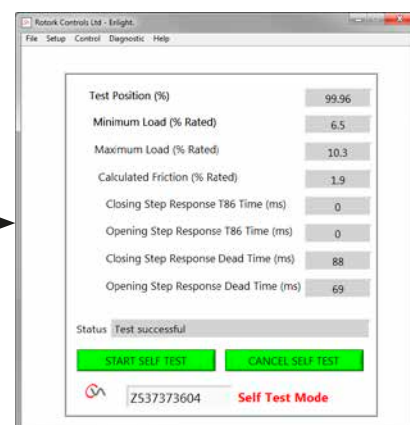 Rotork Controls Ltd - Enlight.
File Setup Control Diagnostic Help
Test Position (%) 99.96
Minimum Load (% Rated) 6.5
Maximum Load (% Rated) 10.3
Calculated Friction (% Rated) 1.9
Closing Step Response T86 Time (ms) 0
Opening Step Response T86 Time (ms) 0
Closing Step Response Dead Time (ms) 88
Opening Step Response Dead Time (ms) 69
Status Test successful
START SELF TEST CANCEL SELF TEST
Z537373604 Self Test Mode